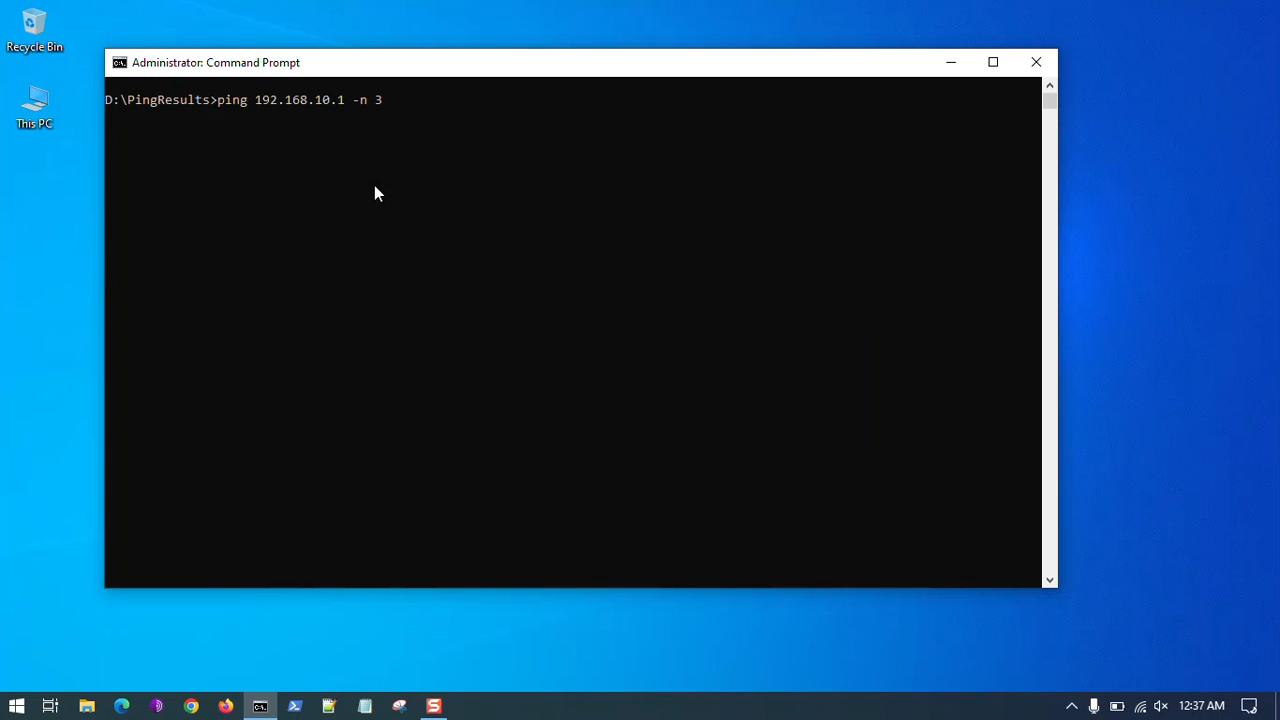 Recycle Bin
This PC
C:\.
Administrator: Command Prompt
D:\PingResults>ping 192.168.10.1 -n 3
C:\.
S
12:37 AM